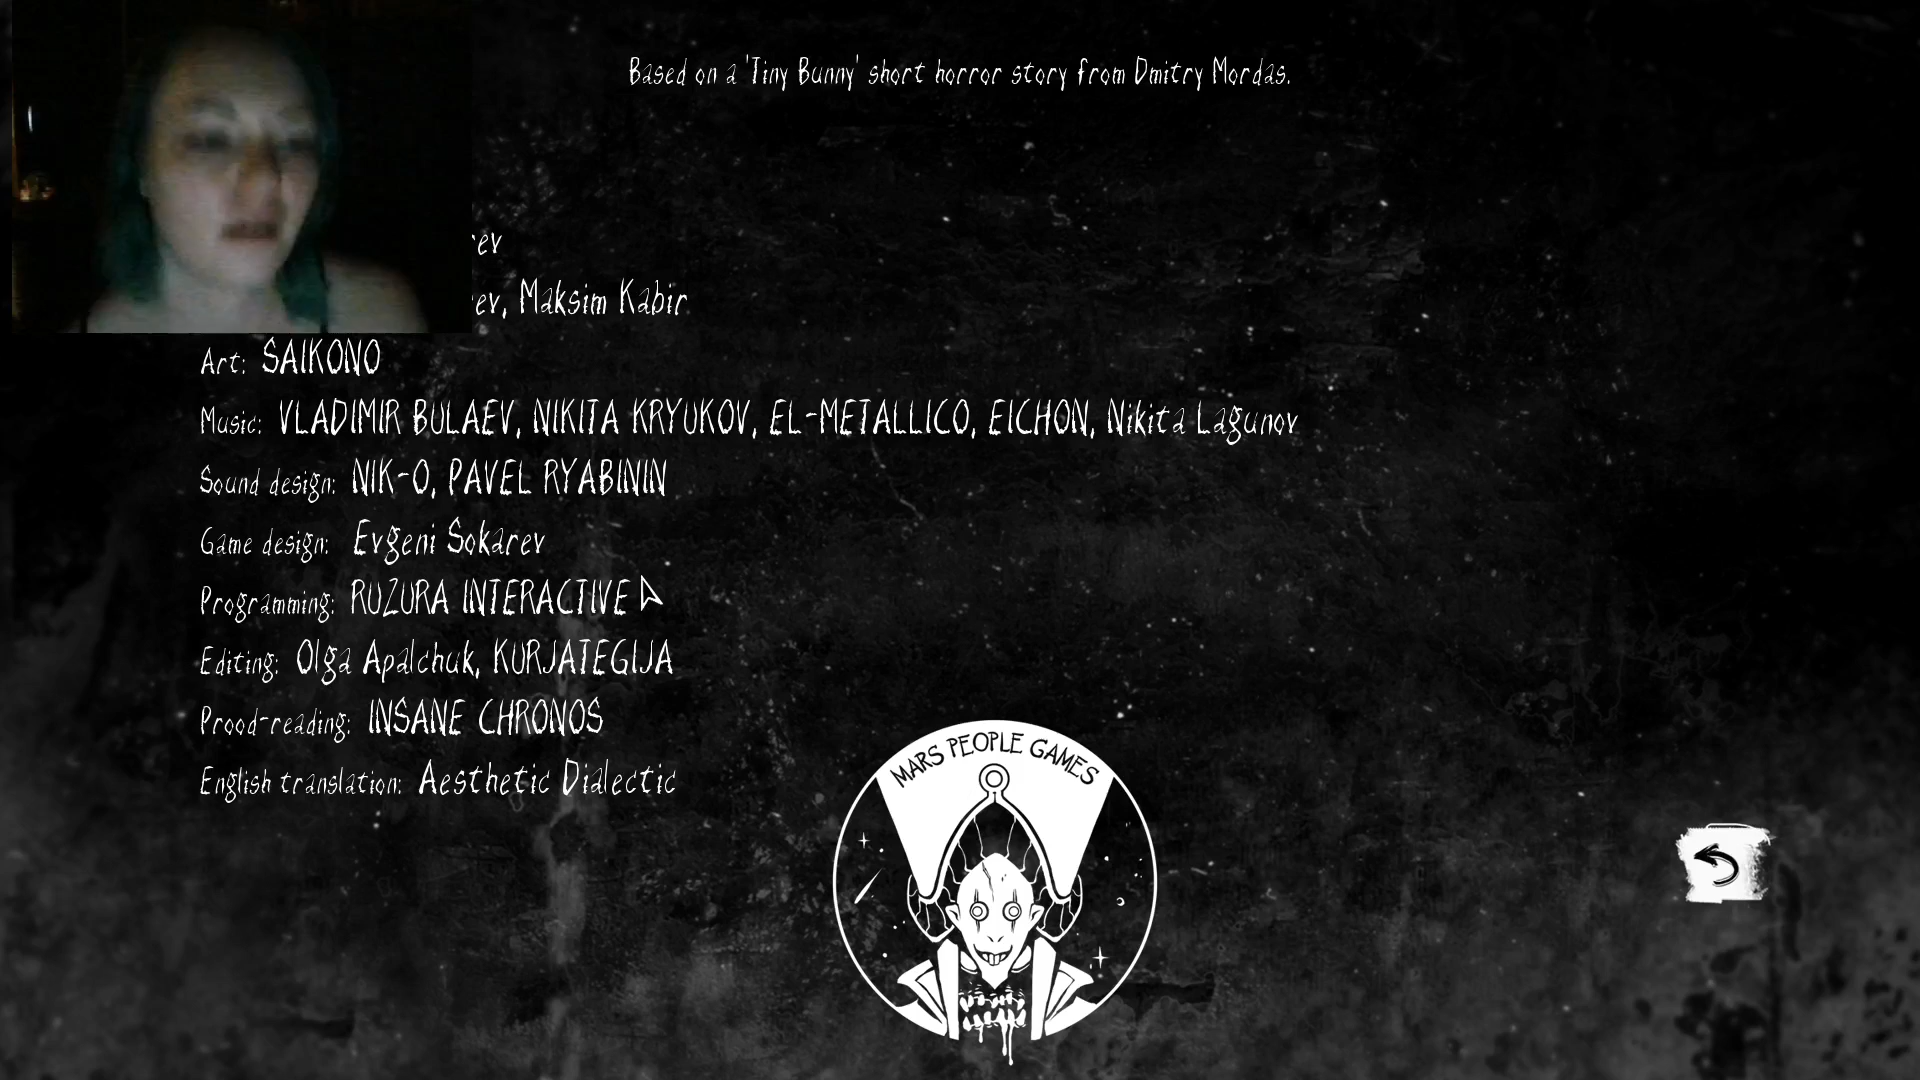 Based on a 'Tiny Bunny' short horror story from Dmitry Mordas.
ev
ev, Maksim Kabir
Art: SAIKONO
Music: VLADIMIR BULAEV, NIKITA KRYUKOV, EL-METALLICO, EICHON, Nikita Lagunov
Sound design: NIK-O, PAVEL RYABININ
Game design: Evgeni Sokarev
Programming: RUZURA INTERACTIVE
Editing: Olga Apalchuk, KURJATEGIJA
Prood-reading: INSANE CHRONOS
English translation: Aesthetic Dialectic
MARS PEOPLE GAMES